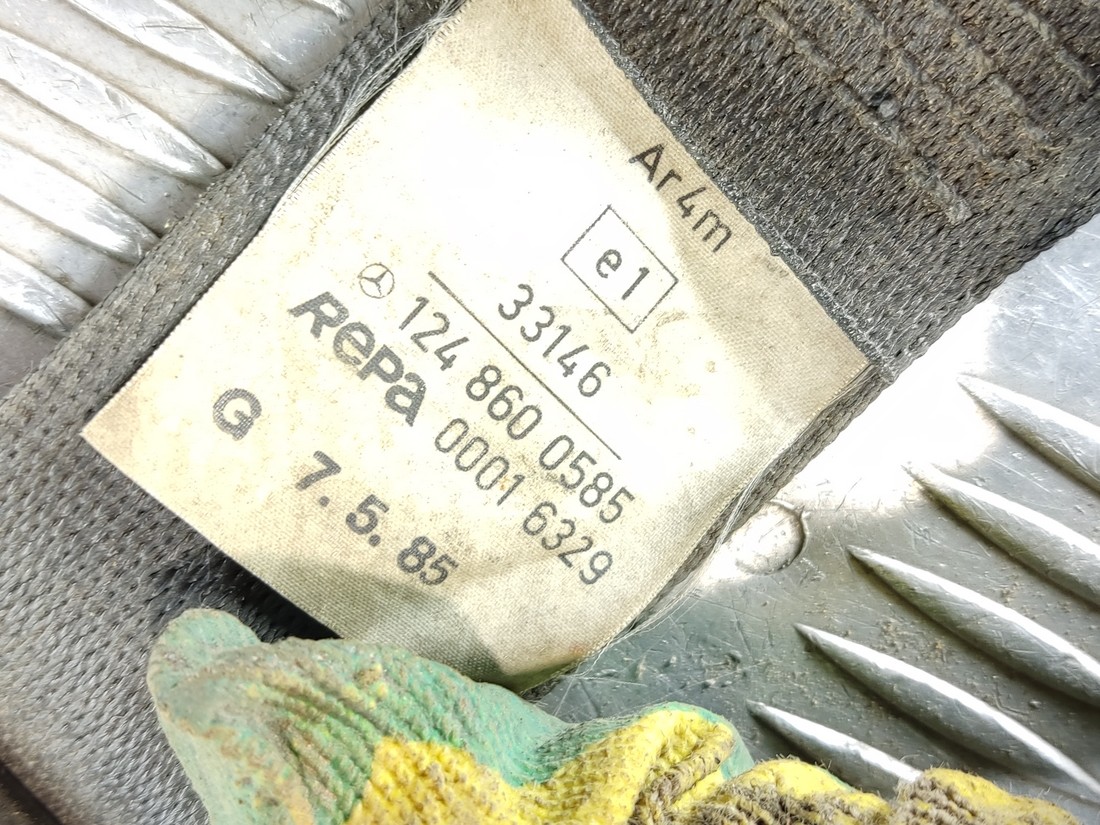 Ar4m
e1
33146
124 860 0585
Repa 0001 6329
G 7. 5. 85